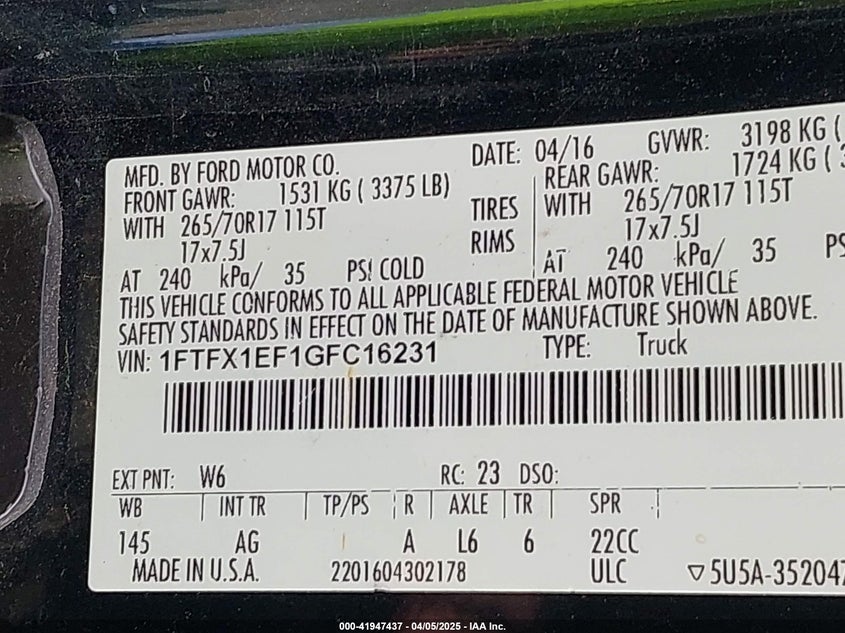 MFD. BY FORD MOTOR CO. DATE: 04/16 GVWR: 3198 KG (
FRONT GAWR: 1531 KG ( 3375 LB) REAR GAWR: 1724 KG (
WITH 265/70R17 115T TIRES WITH 265/70R17 115T
17x7.5J RIMS 17x7.5J
AT 240 kPa/ 35 PSI COLD AT 240 kPa/ 35 PS
THIS VEHICLE CONFORMS TO ALL APPLICABLE FEDERAL MOTOR VEHICLE
SAFETY STANDARDS IN EFFECT ON THE DATE OF MANUFACTURE SHOWN ABOVE.
VIN: 1FTFX1EF1GFC16231 TYPE: Truck
EXT PNT: W6 RC: 23 DSO:
WB INT TR TP/PS R AXLE TR SPR
145 AG A L6 6 22CC
MADE IN U.S.A. 2201604302178 ULC ▽5U5A-352047
000-41947437 - 04/05/2025 - IAA Inc.